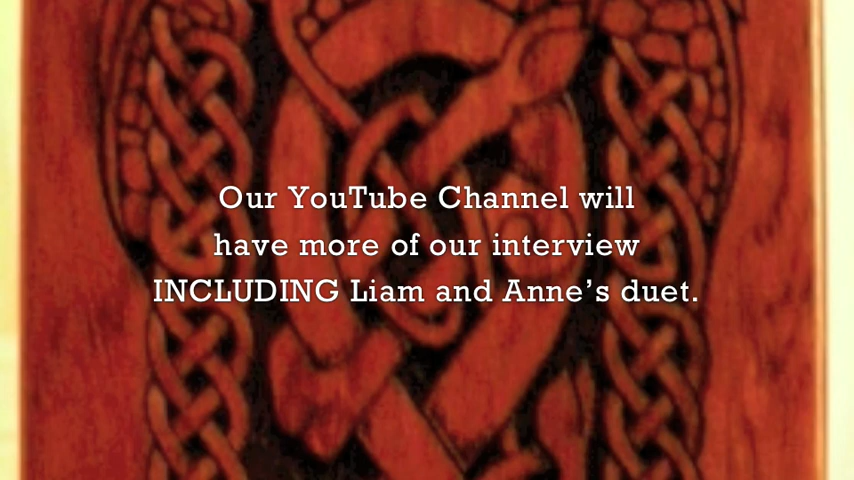 Our YouTube Channel will
have more of our interview
INCLUDING Liam and Anne’s duet.